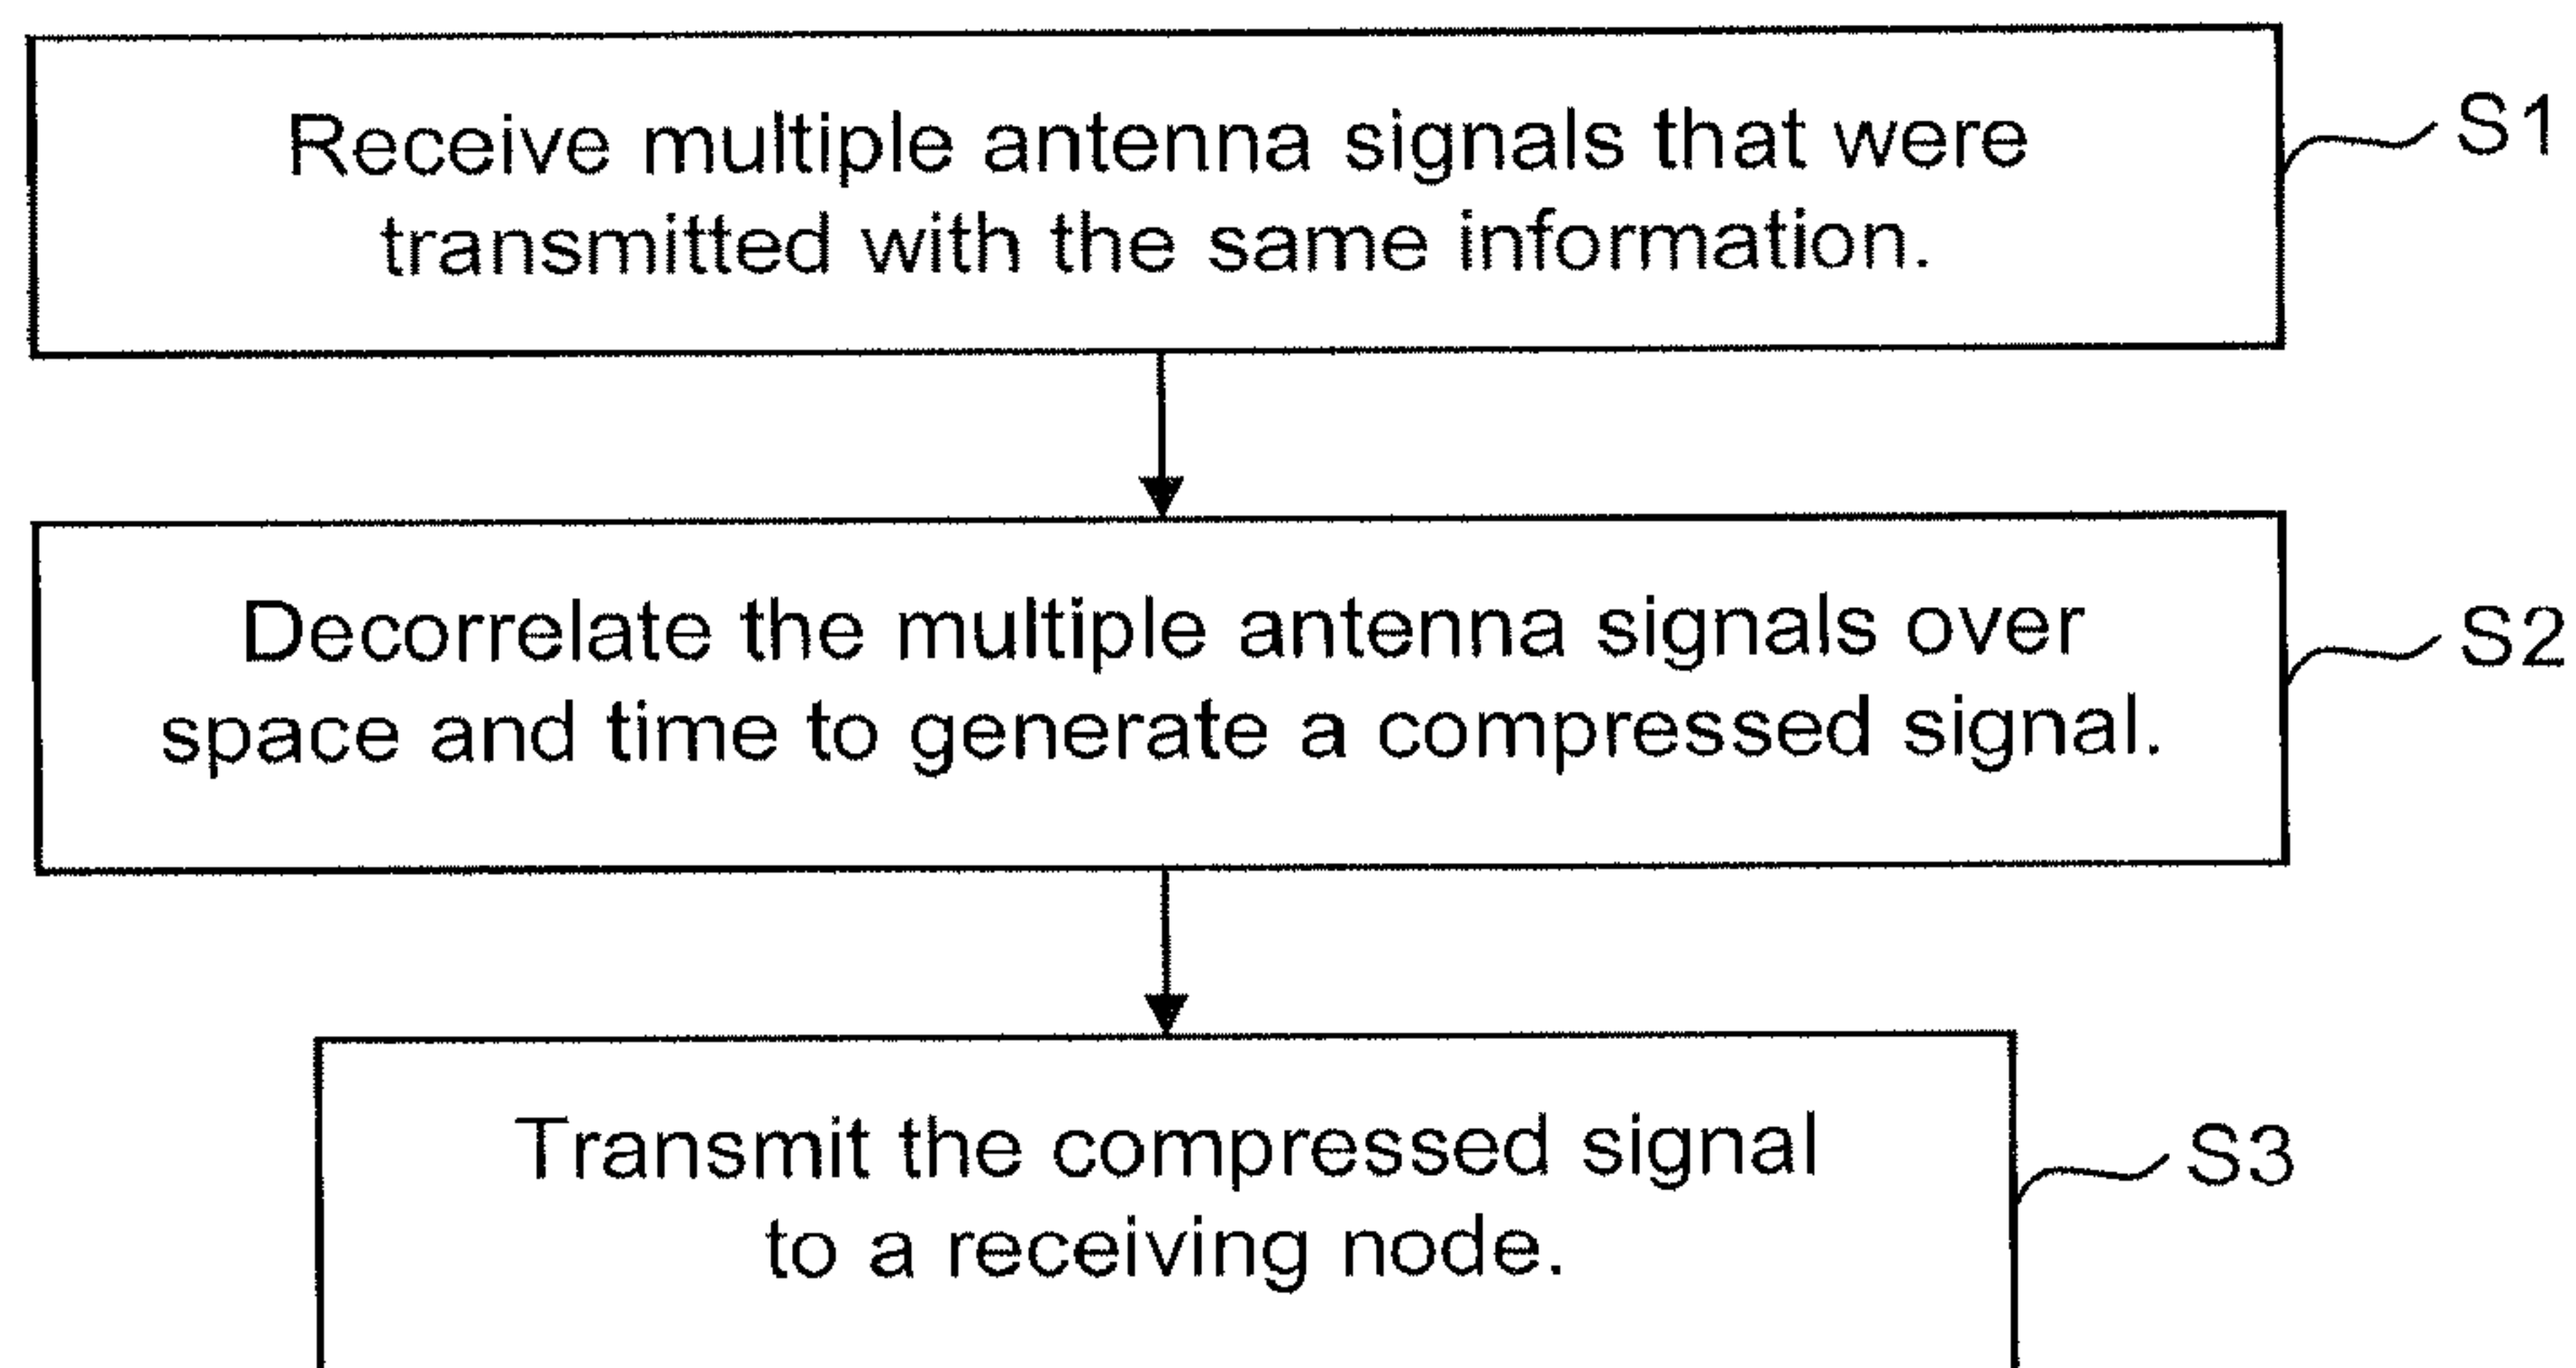 Receive multiple antenna signals that were
transmitted with the same information.
S1
Decorrelate the multiple antenna signals over
space and time to generate a compressed signal.
S2
Transmit the compressed signal
to a receiving node.
S3